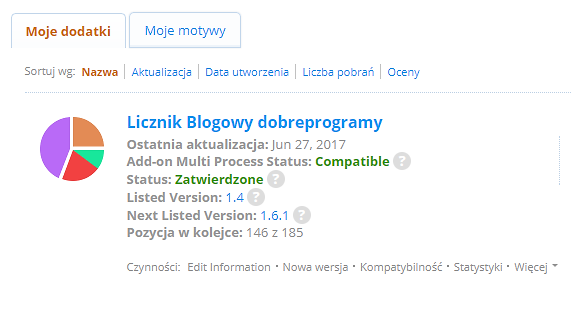 Moje dodatki Moje motywy
Sortuj wg: Nazwa Aktualizacja Data utworzenia Liczba pobrań Oceny
Licznik Blogowy dobreprogramy
Ostatnia aktualizacja: Jun 27, 2017
Add-on Multi Process Status: Compatible ?
Status: Zatwierdzone ?
Listed Version: 1.4 ?
Next Listed Version: 1.6.1 ?
Pozycja w kolejce: 146 z 185
Czynności: Edit Information · Nowa wersja · Kompatybilność · Statystyki · Więcej